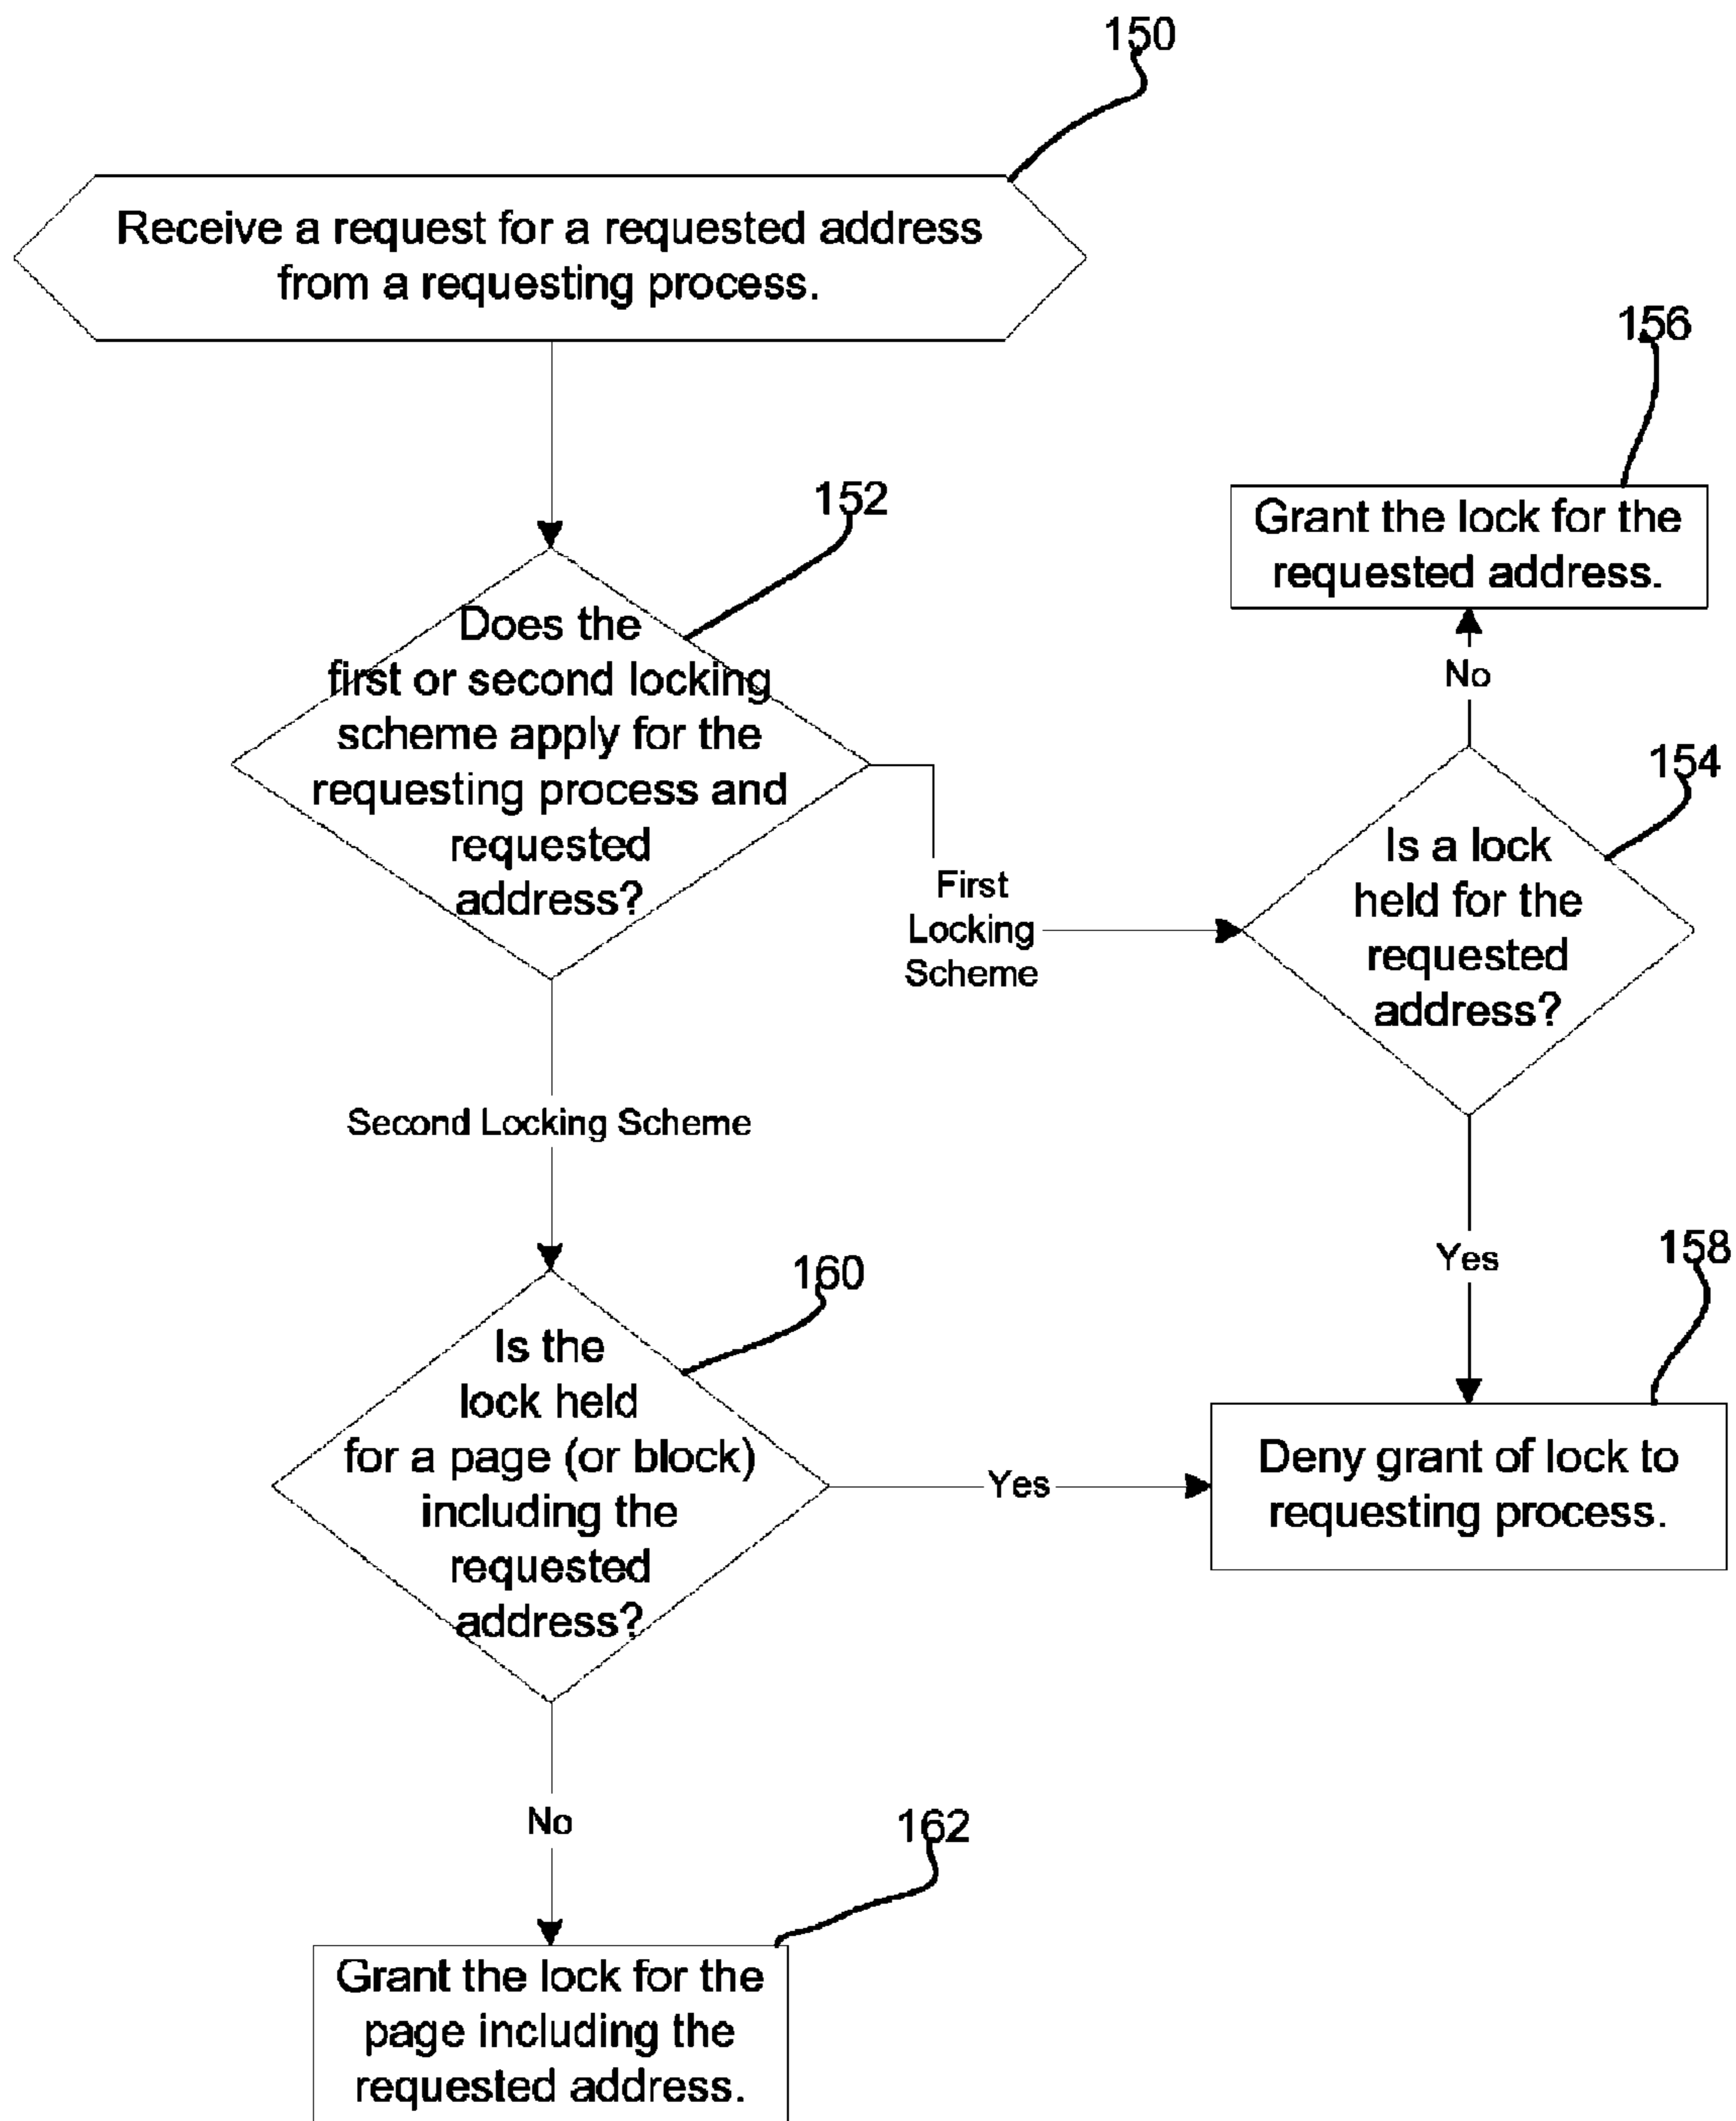 150
Receive a request for a requested address
from a requesting process.
152
Does the
first or second locking
scheme apply for the
requesting process and
requested
address?
First
Locking
Scheme
156
Grant the lock for the
requested address.
No
154
Is a lock
held for the
requested
address?
Yes
158
Deny grant of lock to
requesting process.
Second Locking Scheme
160
Is the
lock held
for a page (or block)
including the
requested
address?
Yes
No
162
Grant the lock for the
page including the
requested address.